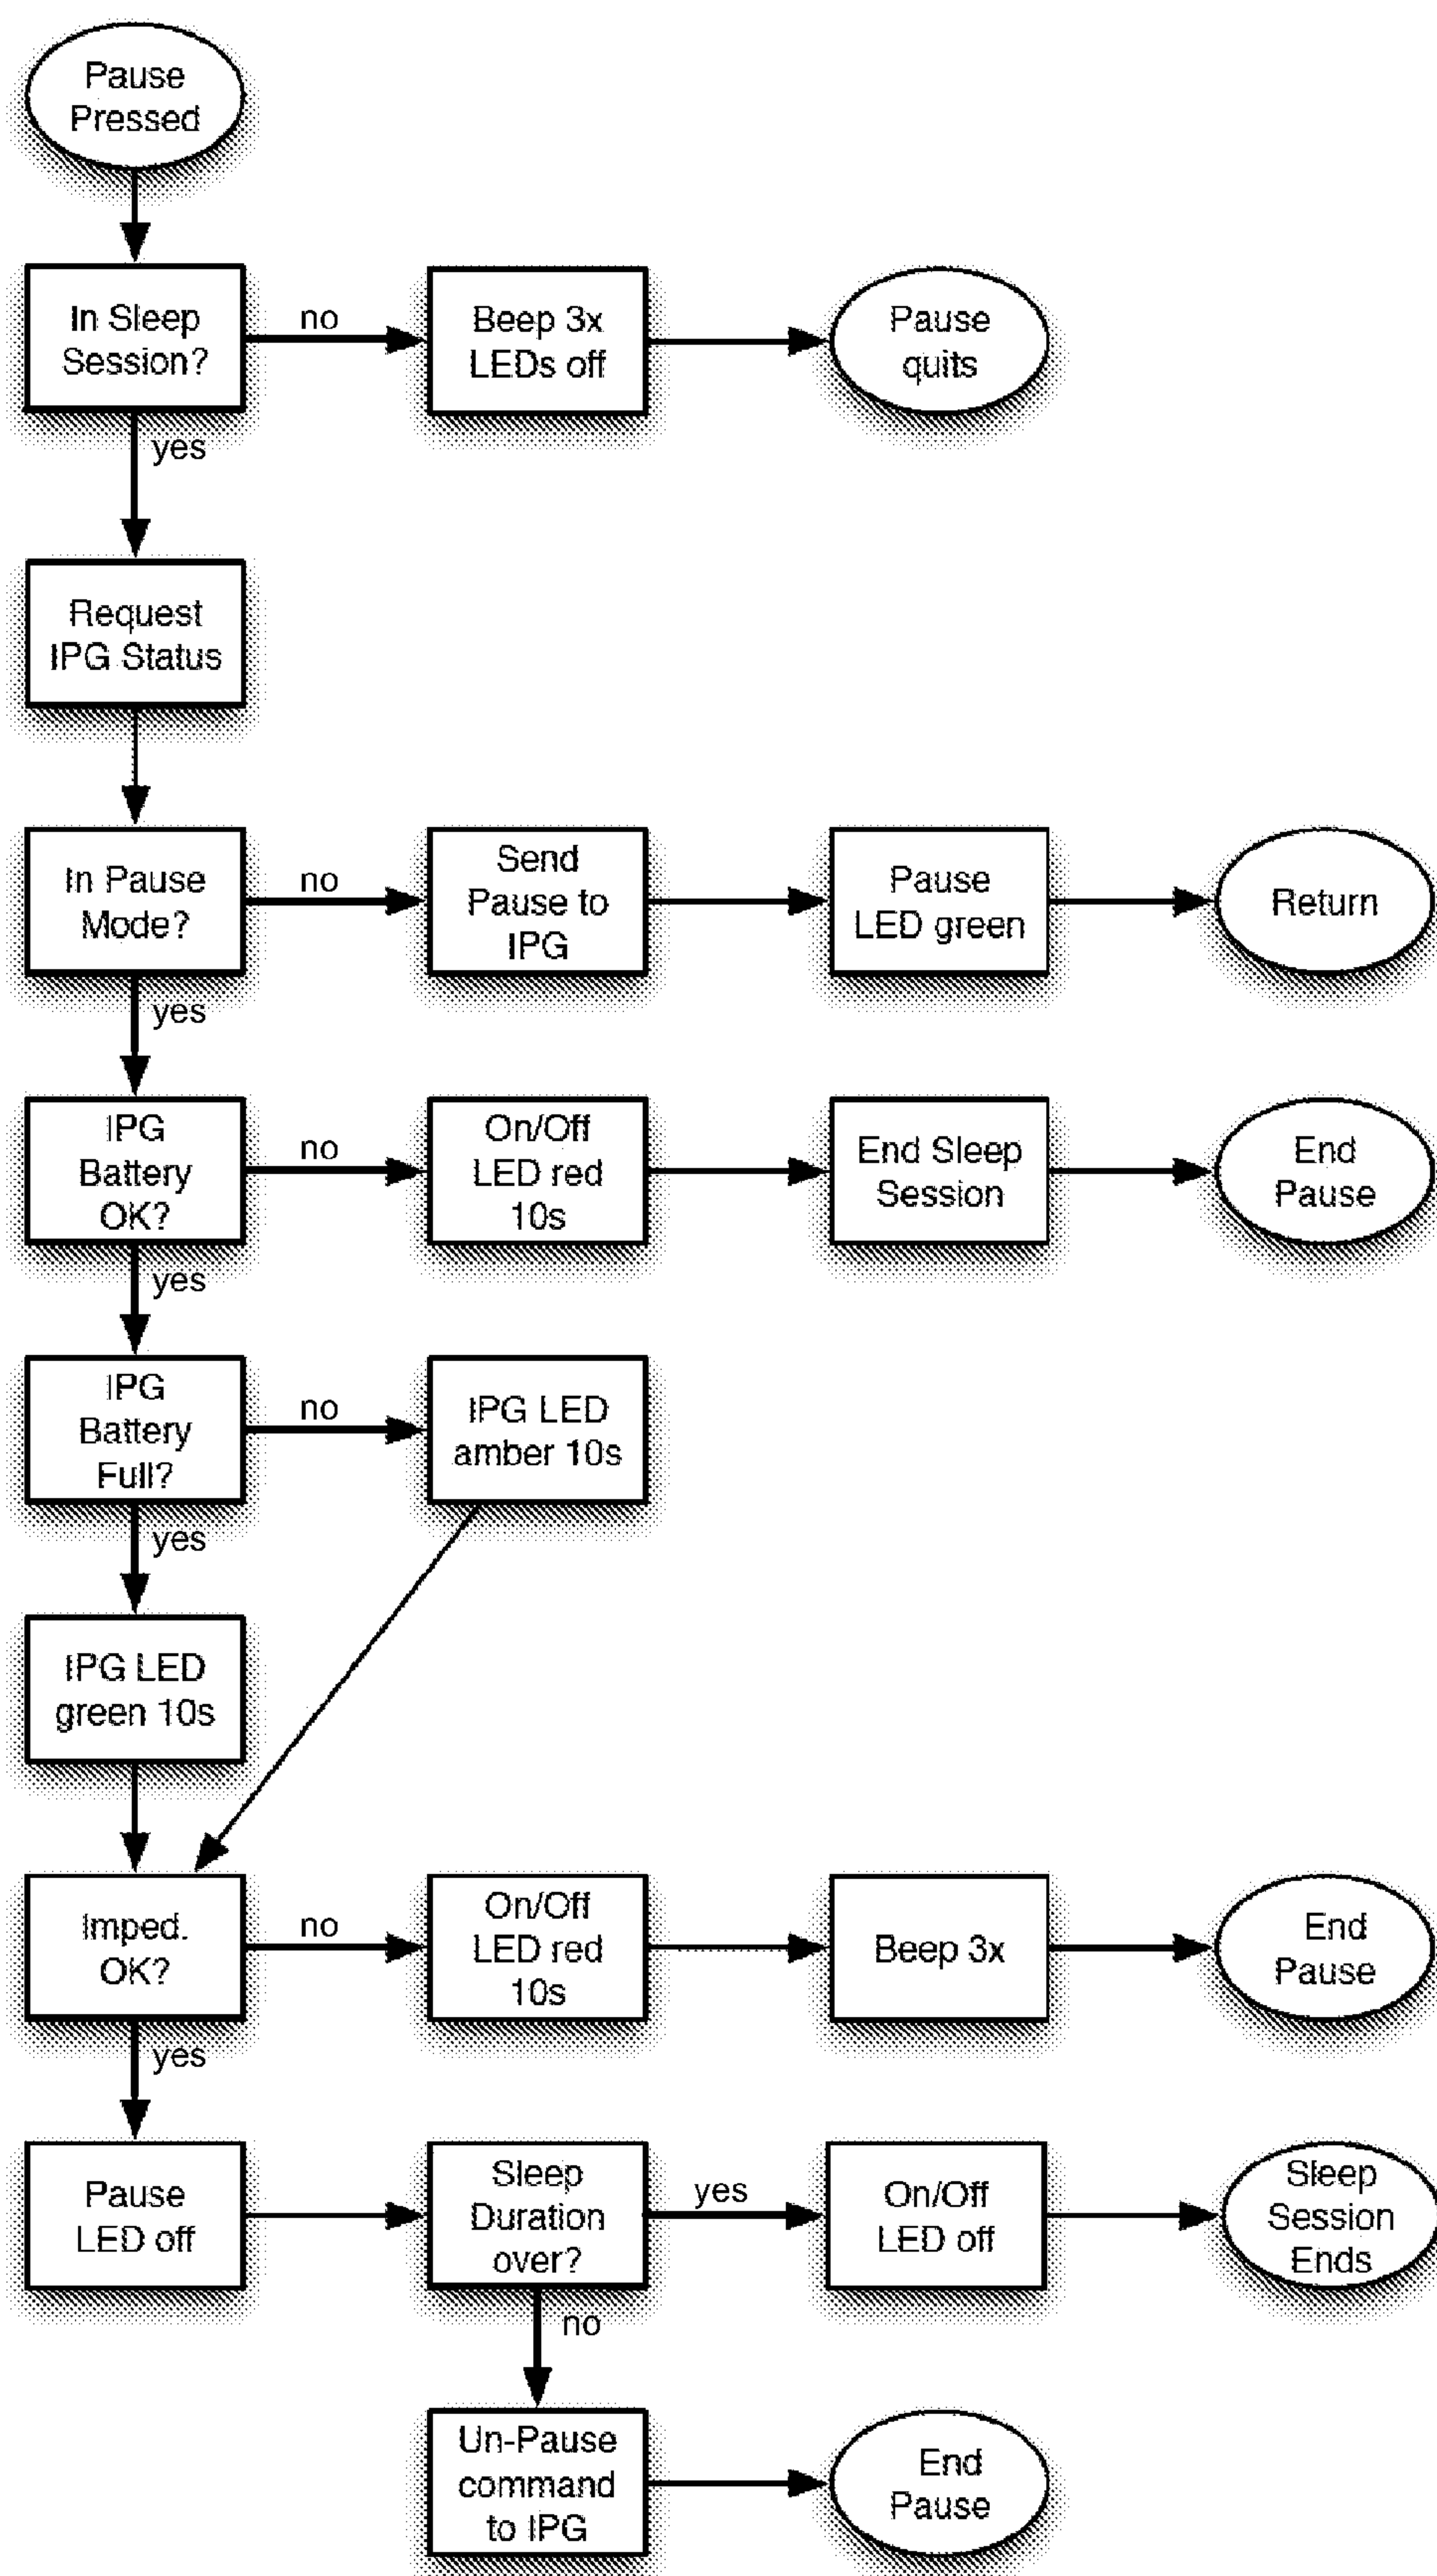 Pause
Pressed
In Sleep
Session?
no
Beep 3x
LEDs off
Pause
quits
yes
Request
IPG Status
In Pause
Mode?
no
Send
Pause to
IPG
Pause
LED green
Return
yes
IPG
Battery
OK?
no
On/Off
LED red
10s
End Sleep
Session
End
Pause
yes
IPG
Battery
Full?
no
IPG LED
amber 10s
yes
IPG LED
green 10s
Imped.
OK?
no
On/Off
LED red
10s
Beep 3x
End
Pause
yes
Pause
LED off
Sleep
Duration
over?
yes
On/Off
LED off
Sleep
Session
Ends
no
Un-Pause
command
to IPG
End
Pause